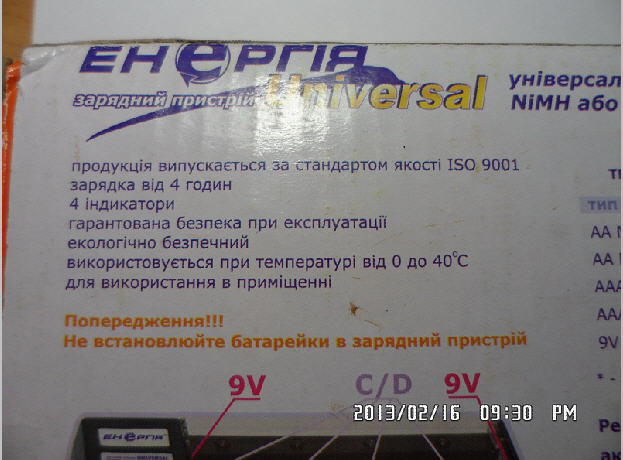 ЕНеРГІЯ
зарядний пристрій Universal
універсал
NiMH або
продукція випускається за стандартом якості ISO 9001
зарядка від 4 годин
4 індикатори
гарантована безпека при експлуатації
екологічно безпечний
використовується при температурі від 0 до 40°C
для використання в приміщенні
Попередження!!!
Не встановлюйте батарейки в зарядний пристрій
тип
AA
AA
AAA
AAA
9V
* -
9V C/D 9V
2013/02/16 09:30 PM
ЕНеРГІЯ
Ре
ак